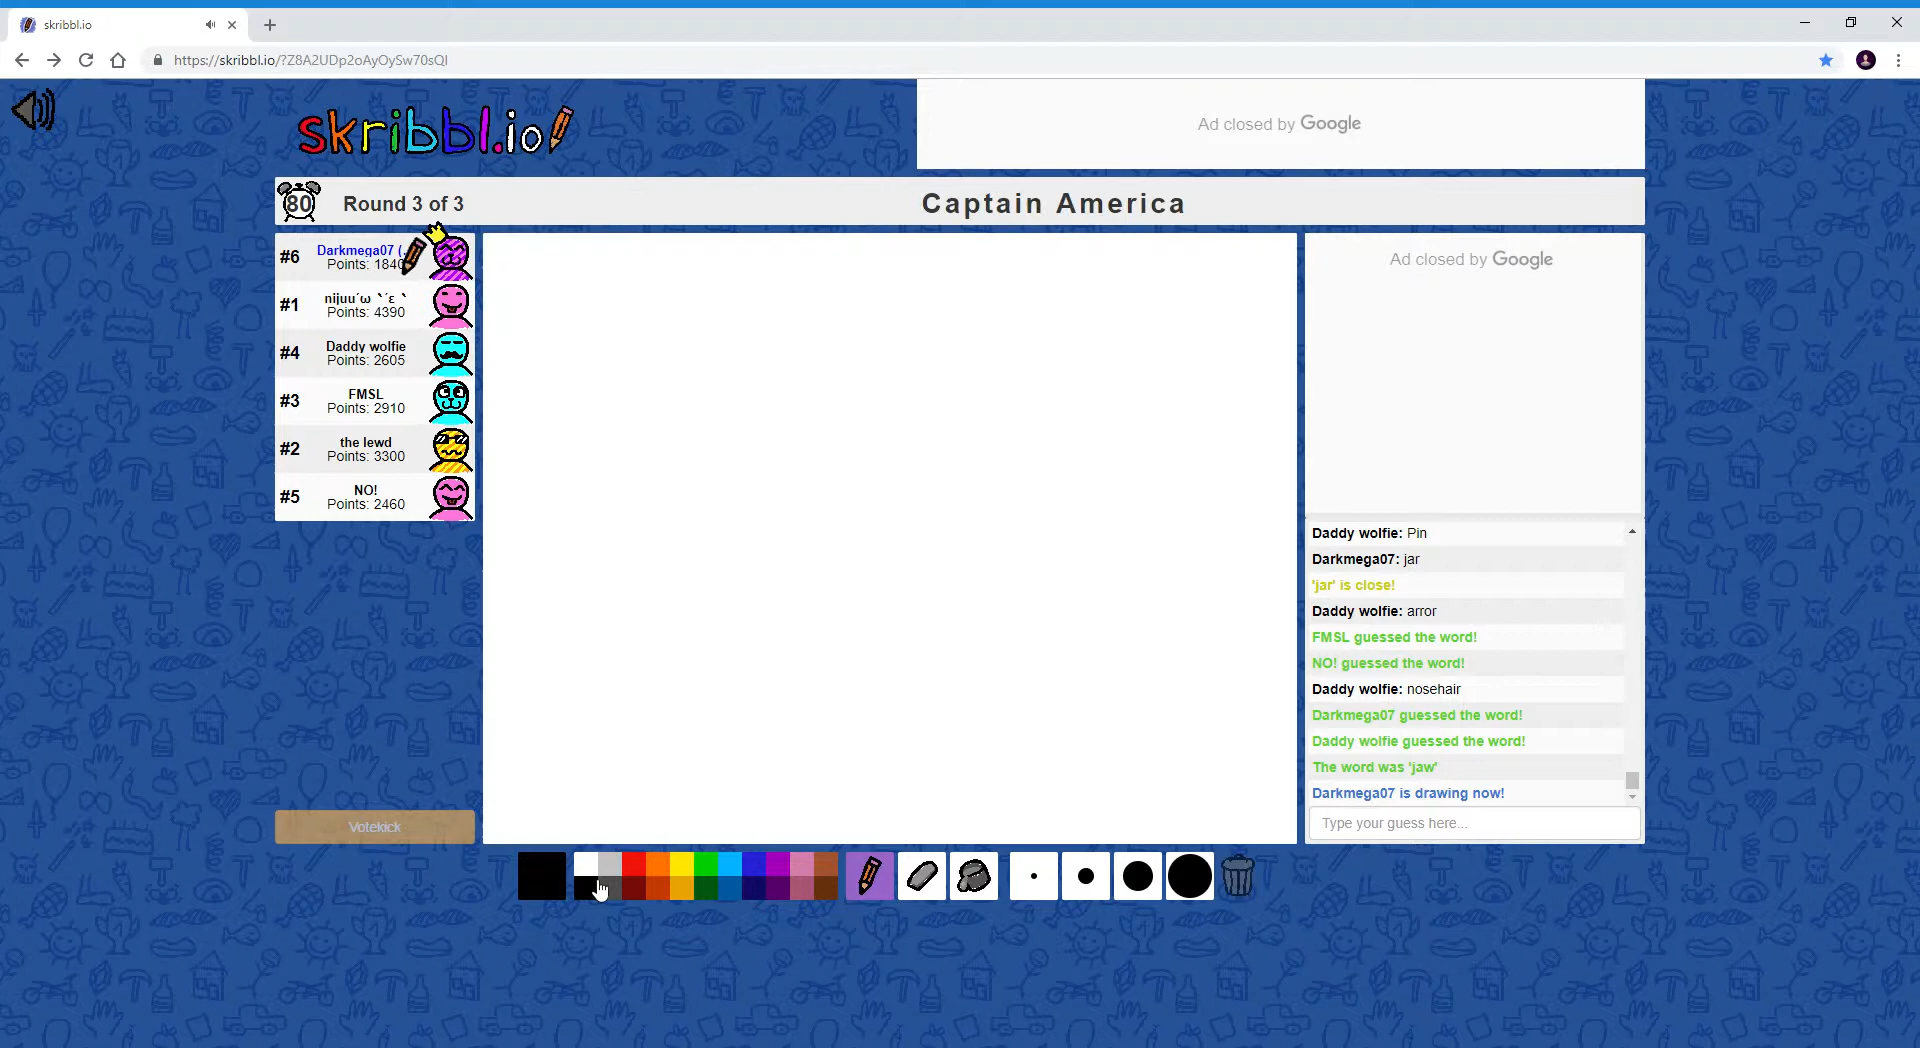 skribbl.io
https://skribbl.io/?Z8A2UDp2oAyOySw70sQI
skribbl.io
Ad closed by Google
80
Round 3 of 3
Captain America
#6
Darkmega07 (
Points: 1840
#1
nijuu´ω `´ε `
Points: 4390
#4
Daddy wolfie
Points: 2605
#3
FMSL
Points: 2910
#2
the lewd
Points: 3300
#5
NO!
Points: 2460
Votekick
Ad closed by Google
Daddy wolfie: Pin
Darkmega07: jar
'jar' is close!
Daddy wolfie: arror
FMSL guessed the word!
NO! guessed the word!
Daddy wolfie: nosehair
Darkmega07 guessed the word!
Daddy wolfie guessed the word!
The word was 'jaw'
Darkmega07 is drawing now!
Type your guess here...